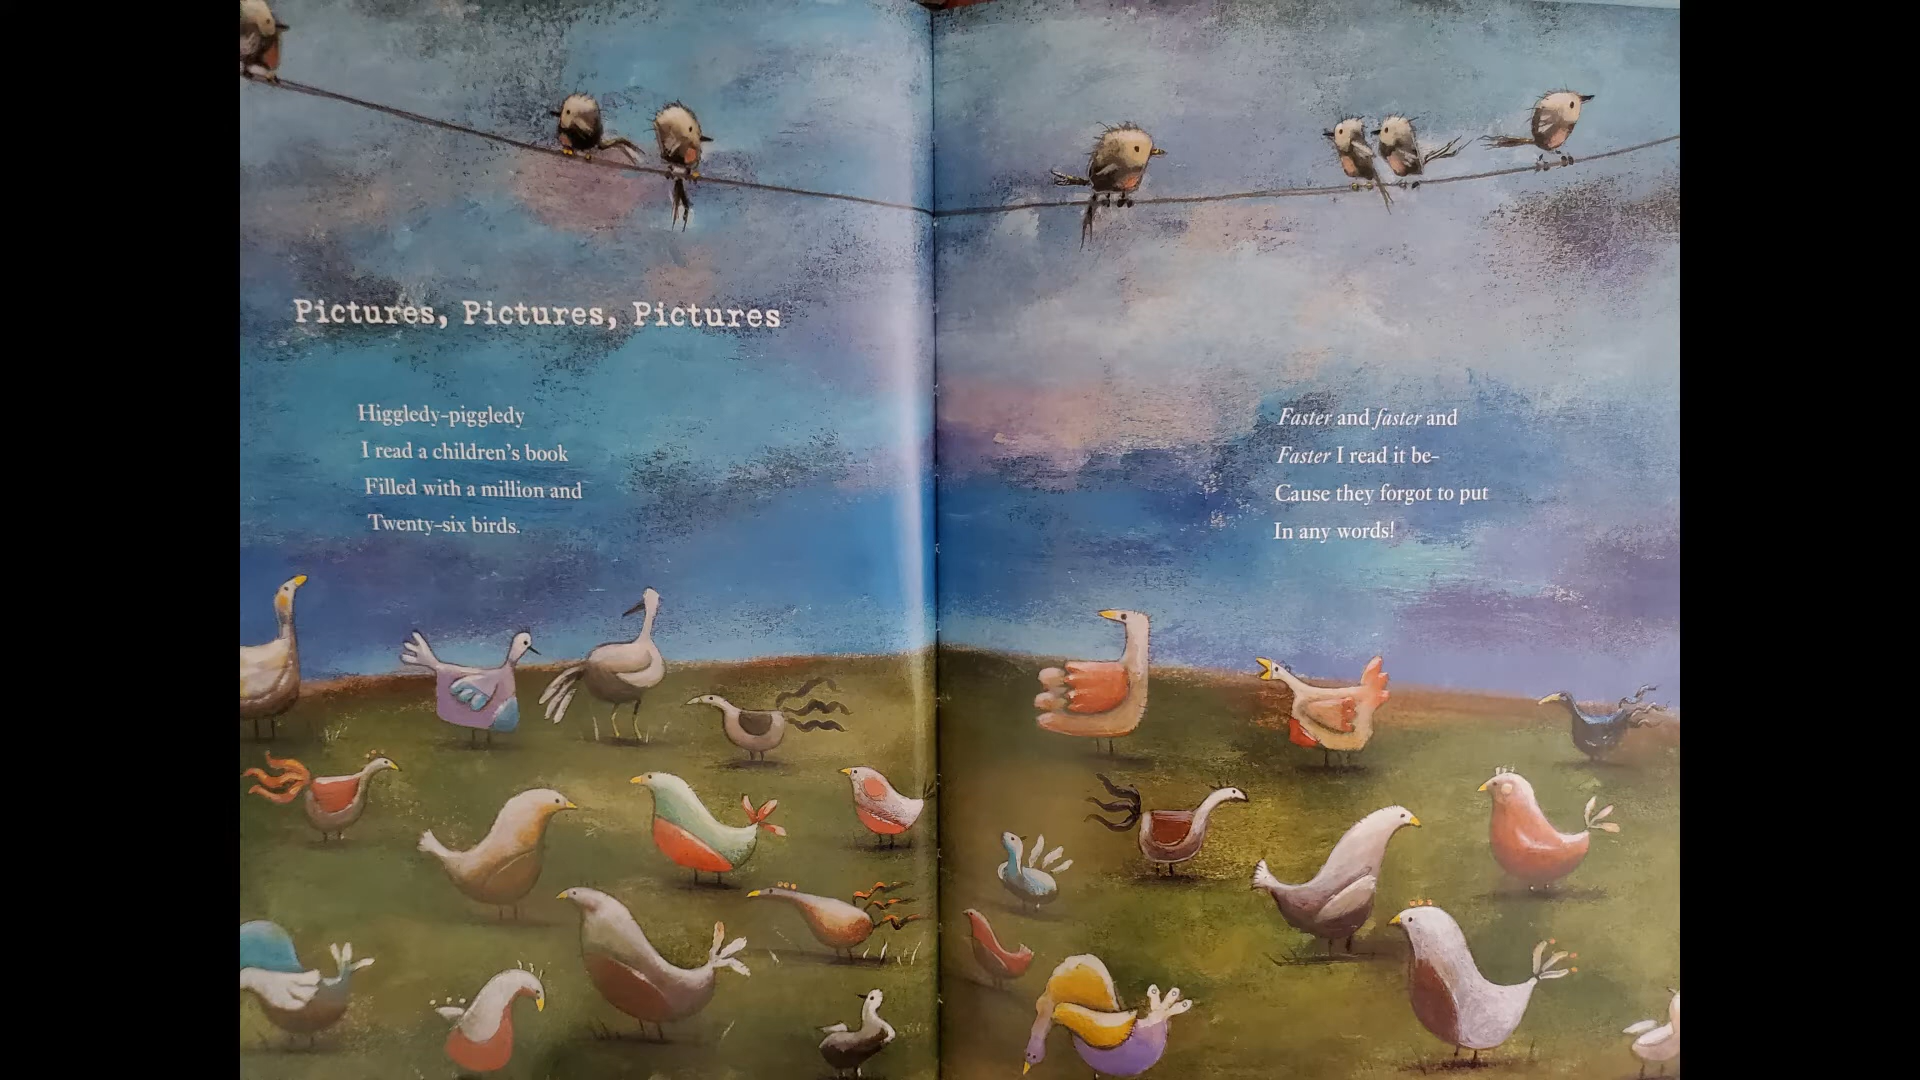 Pictures, Pictures, Pictures
Higgledy-piggledy
I read a children's book
Filled with a million and
Twenty-six birds.
Faster and faster and
Faster I read it be-
Cause they forgot to put
In any words!